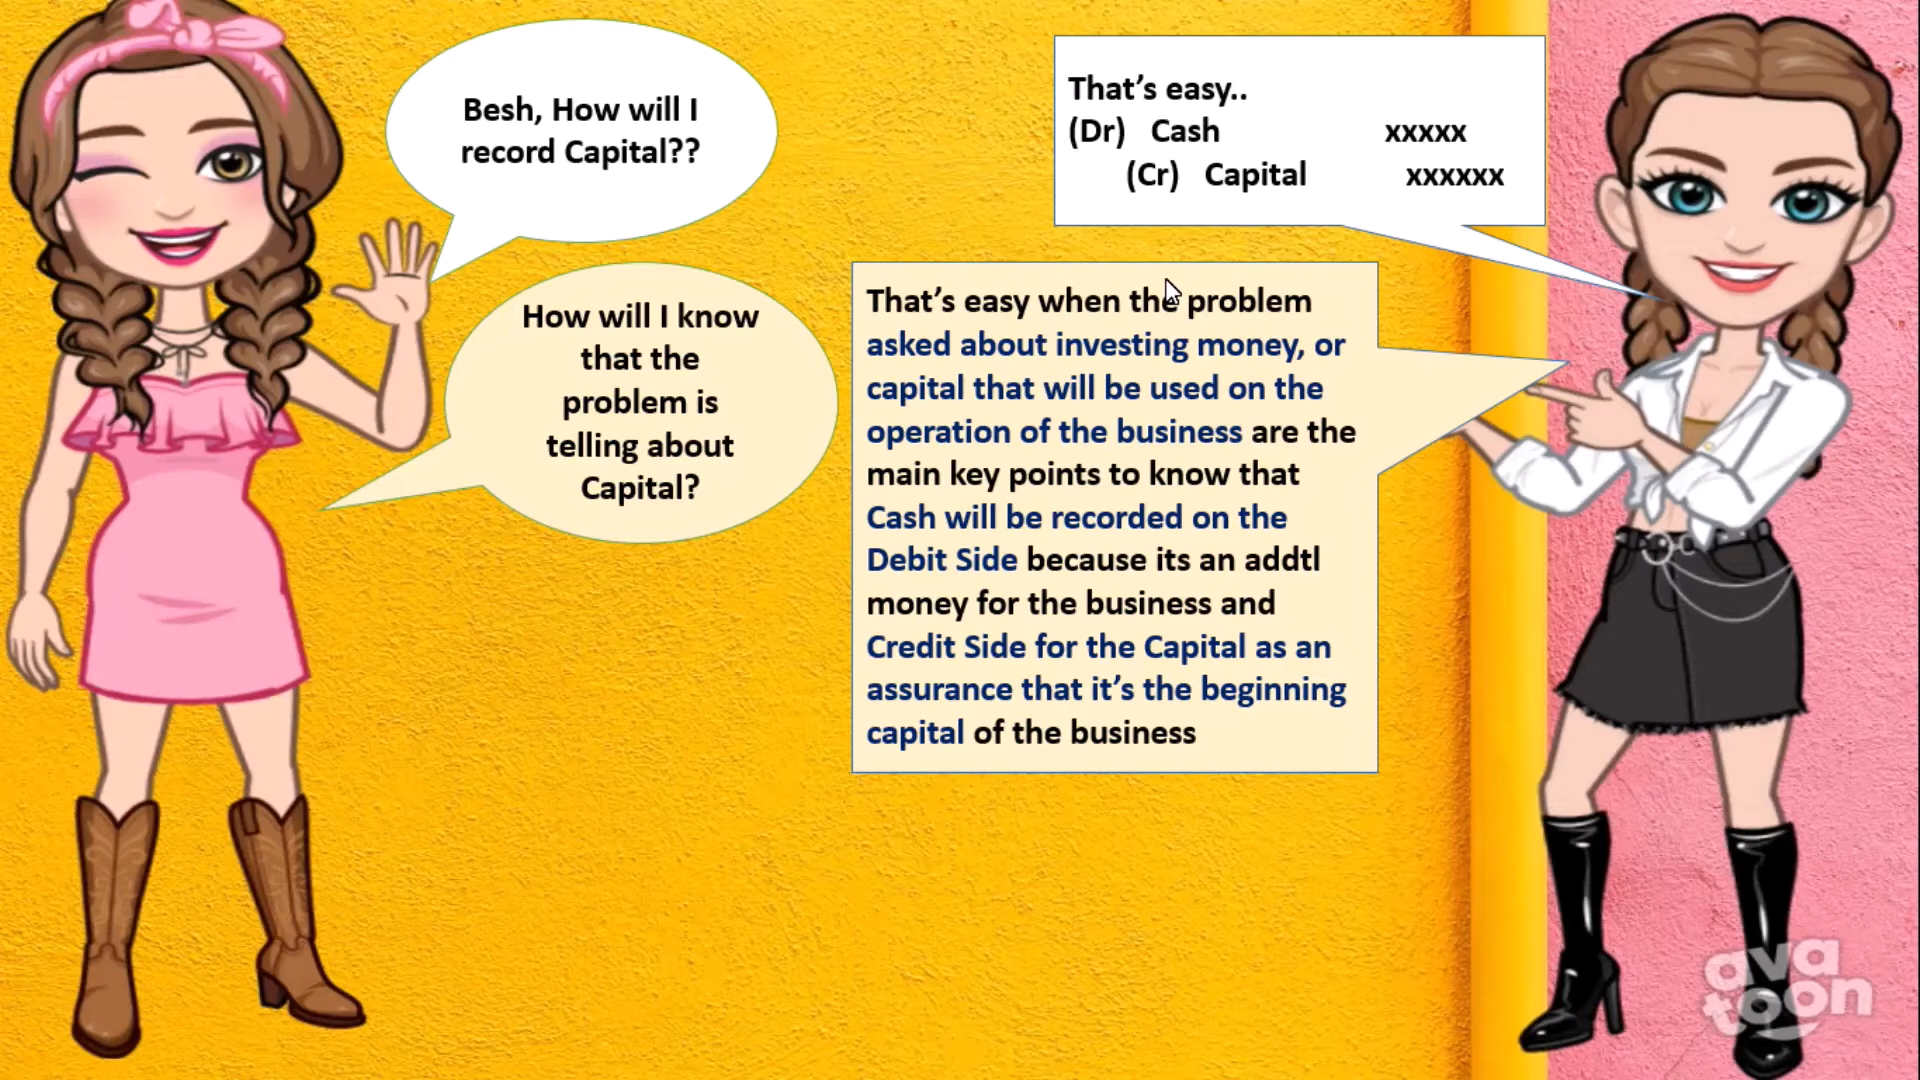 Besh, How will I
record Capital??
That's easy..
(Dr) Cash xxxxx
(Cr) Capital xxxxxx
How will I know
that the
problem is
telling about
Capital?
That's easy when the problem
asked about investing money, or
capital that will be used on the
operation of the business are the
main key points to know that
Cash will be recorded on the
Debit Side because its an addtl
money for the business and
Credit Side for the Capital as an
assurance that it's the beginning
capital of the business
ava
toon